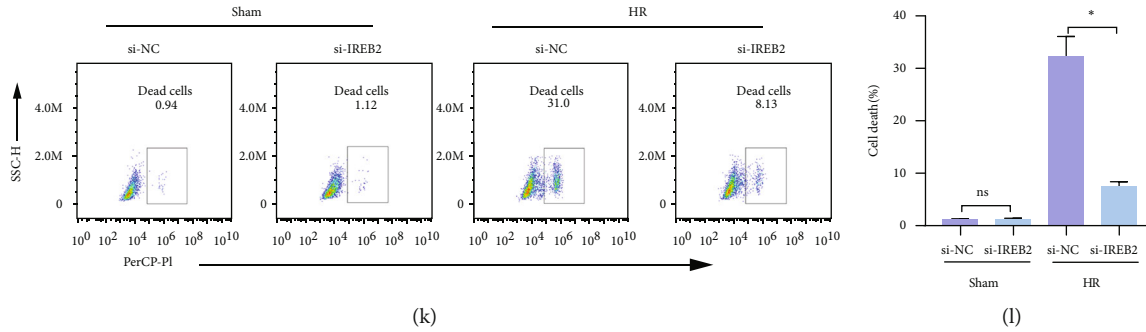 Sham
HR
si-NC
si-IREB2
si-NC
si-IREB2
SSC-H
4.0M
2.0M
0
Dead cells
0.94
4.0M
2.0M
0
Dead cells
1.12
4.0M
2.0M
0
Dead cells
31.0
4.0M
2.0M
0
Dead cells
8.13
10^0 10^2 10^4 10^6 10^8 10^10
10^0 10^2 10^4 10^6 10^8 10^10
10^0 10^2 10^4 10^6 10^8 10^10
10^0 10^2 10^4 10^6 10^8 10^10
PerCP-Pl
(k)
Cell death (%)
40
30
20
10
0
ns
*
si-NC si-IREB2 si-NC si-IREB2
Sham HR
(l)